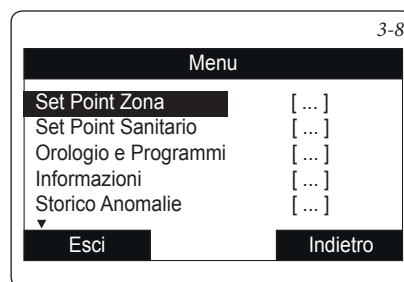 3-8
Menu
Set Point Zona [ ... ]
Set Point Sanitario [ ... ]
Orologio e Programmi [ ... ]
Informazioni [ ... ]
Storico Anomalie [ ... ]
▼
Esci Indietro